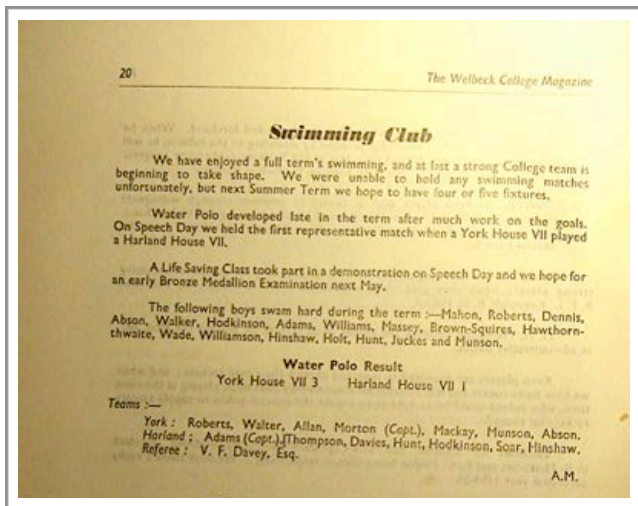 20
The Welbeck College Magazine
Swimming Club
We have enjoyed a full term's swimming, and at last a strong College team is
beginning to take shape. We were unable to hold any swimming matches
unfortunately, but next Summer Term we hope to have four or five fixtures.
Water Polo developed late in the term after much work on the goals.
On Speech Day we held the first representative match when a York House VII played
a Harland House VII.
A Life Saving Class took part in a demonstration on Speech Day and we hope for
an early Bronze Medallion Examination next May.
The following boys swam hard during the term :—Mahon, Roberts, Dennis,
Abson, Walker, Hodkinson, Adams, Williams, Massey, Brown-Squires, Hawthorn-
thwaite, Wade, Williamson, Hinshaw, Holt, Hunt, Juckes and Munson.
Water Polo Result
York House VII 3 Harland House VII 1
Teams :—
York : Roberts, Walter, Allan, Morton (Capt.), Mackay, Munson, Abson.
Harland ; Adams (Capt.), Thompson, Davies, Hunt, Hodkinson, Soar, Hinshaw.
Referee : V. F. Davey, Esq.
A.M.